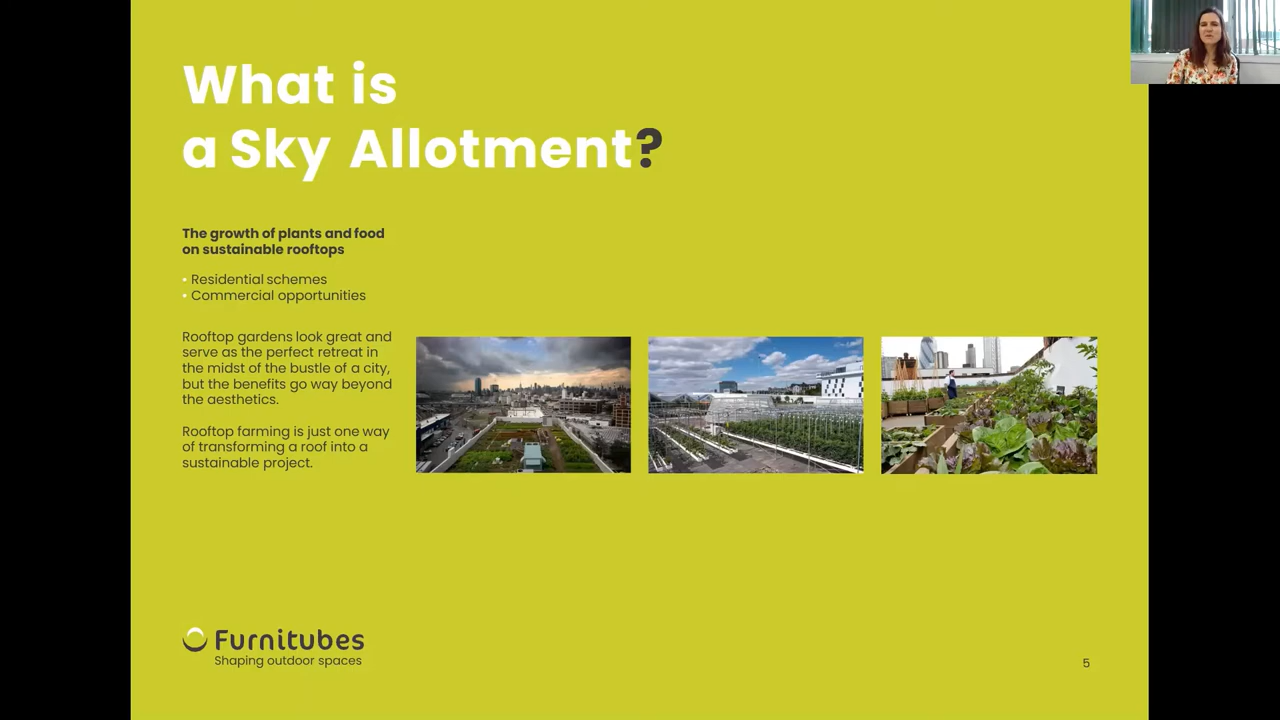 What is
a Sky Allotment?
The growth of plants and food
on sustainable rooftops
• Residential schemes
• Commercial opportunities
Rooftop gardens look great and
serve as the perfect retreat in
the midst of the bustle of a city,
but the benefits go way beyond
the aesthetics.
Rooftop farming is just one way
of transforming a roof into a
sustainable project.
Furnitubes
Shaping outdoor spaces
5